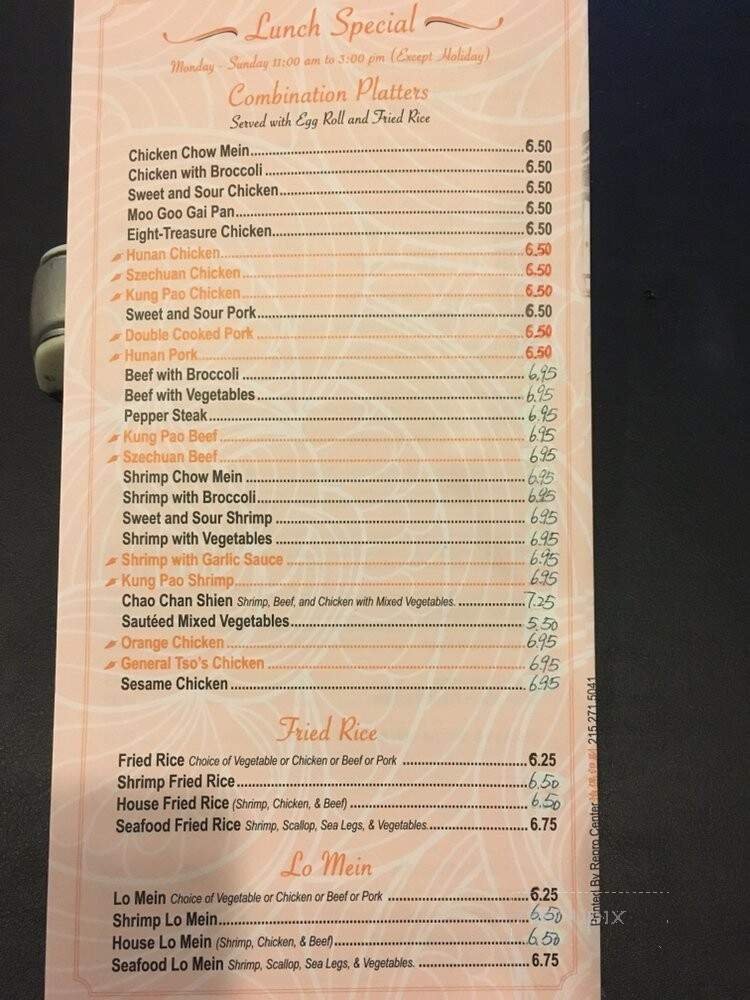 Lunch Special
Monday - Sunday 11:00 am to 3:00 pm (Except Holiday)
Combination Platters
Served with Egg Roll and Fried Rice
Chicken Chow Mein 6.50
Chicken with Broccoli 6.50
Sweet and Sour Chicken 6.50
Moo Goo Gai Pan 6.50
Eight-Treasure Chicken 6.50
Hunan Chicken 6.50
Szechuan Chicken 6.50
Kung Pao Chicken 6.50
Sweet and Sour Pork 6.50
Double Cooked Pork 6.50
Hunan Pork 6.50
Beef with Broccoli 6.95
Beef with Vegetables 6.95
Pepper Steak 6.95
Kung Pao Beef 6.95
Szechuan Beef 6.95
Shrimp Chow Mein 6.95
Shrimp with Broccoli 6.95
Sweet and Sour Shrimp 6.95
Shrimp with Vegetables 6.95
Shrimp with Garlic Sauce 6.95
Kung Pao Shrimp 6.95
Chao Chan Shien Shrimp, Beef, and Chicken with Mixed Vegetables. 7.25
Sautéed Mixed Vegetables 5.50
Orange Chicken 6.95
General Tso's Chicken 6.95
Sesame Chicken 6.95
Fried Rice
Fried Rice Choice of Vegetable or Chicken or Beef or Pork 6.25
Shrimp Fried Rice 6.50
House Fried Rice (Shrimp, Chicken, & Beef) 6.50
Seafood Fried Rice Shrimp, Scallop, Sea Legs, & Vegetables. 6.75
Lo Mein
Lo Mein Choice of Vegetable or Chicken or Beef or Pork 6.25
Shrimp Lo Mein 6.50
House Lo Mein (Shrimp, Chicken, & Beef) 6.50
Seafood Lo Mein Shrimp, Scallop, Sea Legs, & Vegetables. 6.75
Printed By Repro Center 215.271.5041